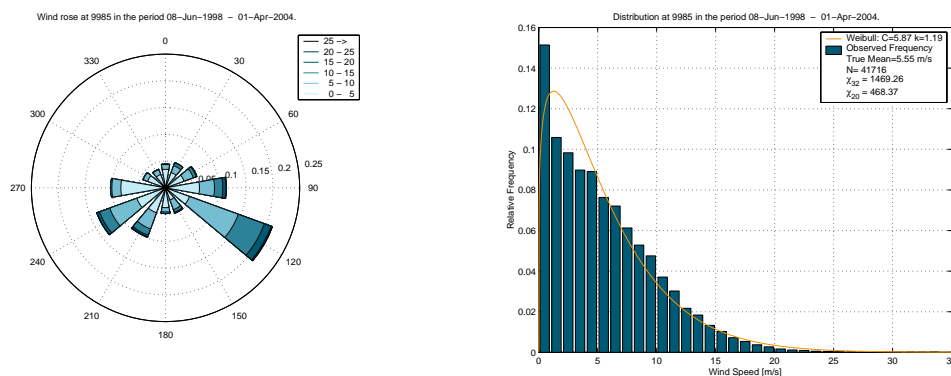 Wind rose at 9985 in the period 08−Jun−1998 − 01−Apr−2004.
25 −>
20 − 25
15 − 20
10 − 15
5 − 10
0 − 5
0
30
60
90
120
150
180
210
240
270
300
330
0.05
0.1
0.15
0.2
0.25
Distribution at 9985 in the period 08−Jun−1998 − 01−Apr−2004.
Weibull: C=5.87 k=1.19
Observed Frequency
True Mean=5.55 m/s
N= 41716
χ32 = 1469.26
χ20 = 468.37
Relative Frequency
0.16
0.14
0.12
0.1
0.08
0.06
0.04
0.02
0
0 5 10 15 20 25 30 35
Wind Speed [m/s]